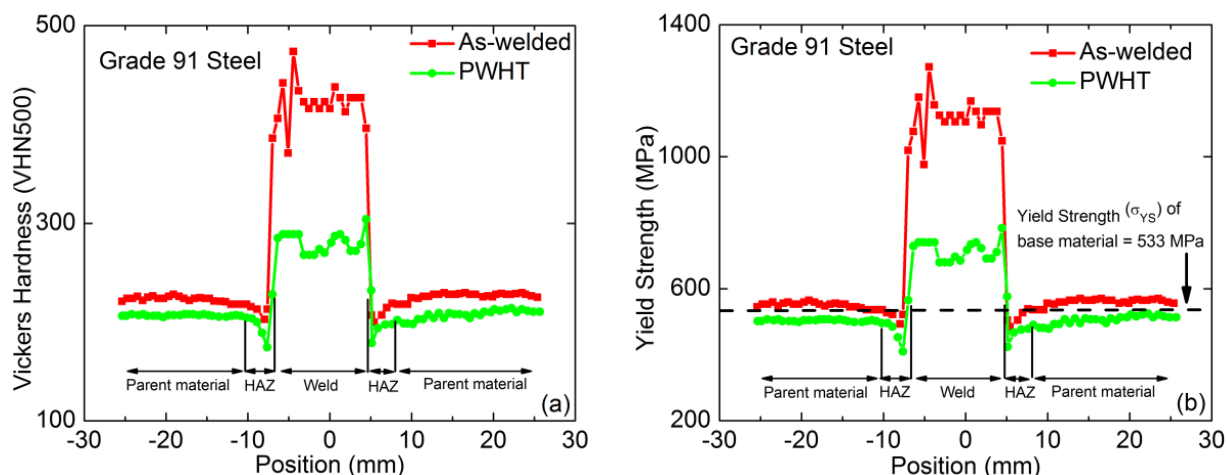 500
300
100
Vickers Hardness (VHN500)
Grade 91 Steel
As-welded
PWHT
Parent material
HAZ
Weld
HAZ
Parent material
(a)
-30 -20 -10 0 10 20 30
Position (mm)
1400
1000
600
200
Yield Strength (MPa)
Grade 91 Steel
As-welded
PWHT
Yield Strength (σYS) of
base material = 533 MPa
Parent material
HAZ
Weld
HAZ
Parent material
(b)
-30 -20 -10 0 10 20 30
Position (mm)